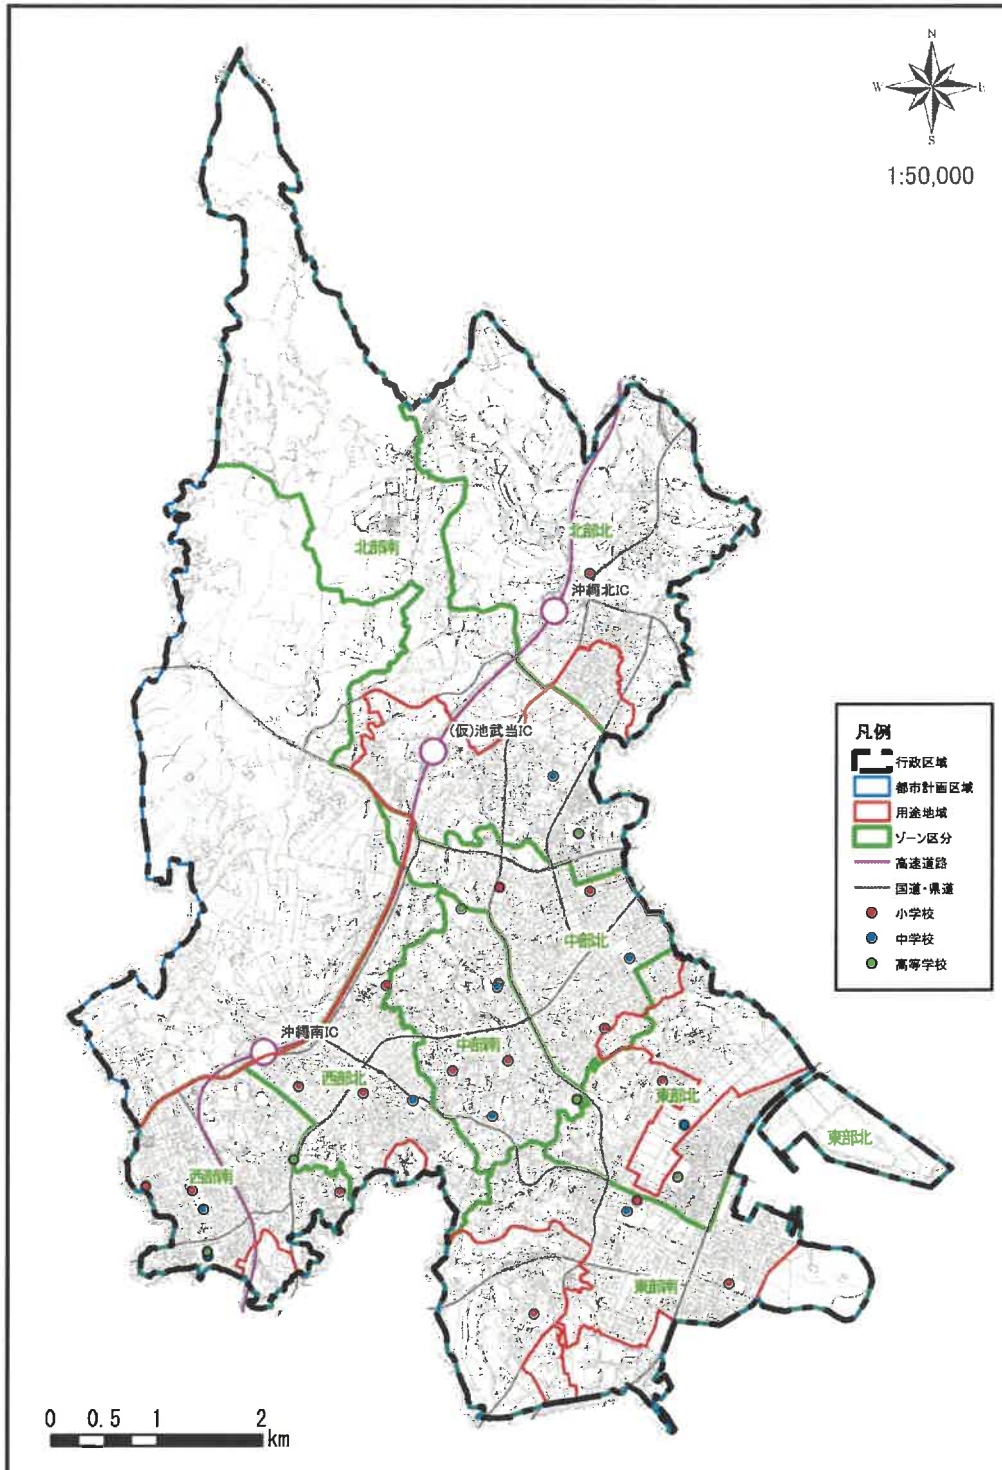 N
W E
S
1:50,000
北部北
北部南
沖縄北IC
(仮)池武当IC
凡例
行政区域
都市計画区域
用途地域
ゾーン区分
高速道路
国道・県道
小学校
中学校
高等学校
中部北
沖縄南IC
中部南
西部北
東部北
東部北
西部南
東部南
0 0.5 1 2
km